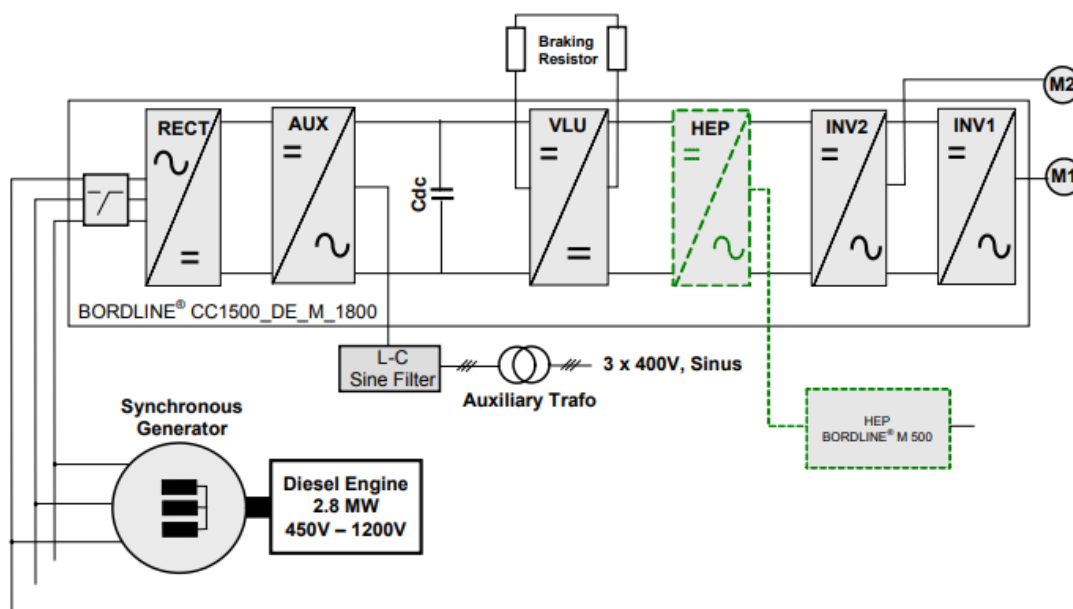 Braking
Resistor
M2
RECT
AUX
VLU
HEP
INV2
INV1
M1
Cdc
BORDLINE® CC1500_DE_M_1800
L-C
Sine Filter
3 x 400V, Sinus
Auxiliary Trafo
Synchronous
Generator
HEP
BORDLINE® M 500
Diesel Engine
2.8 MW
450V – 1200V